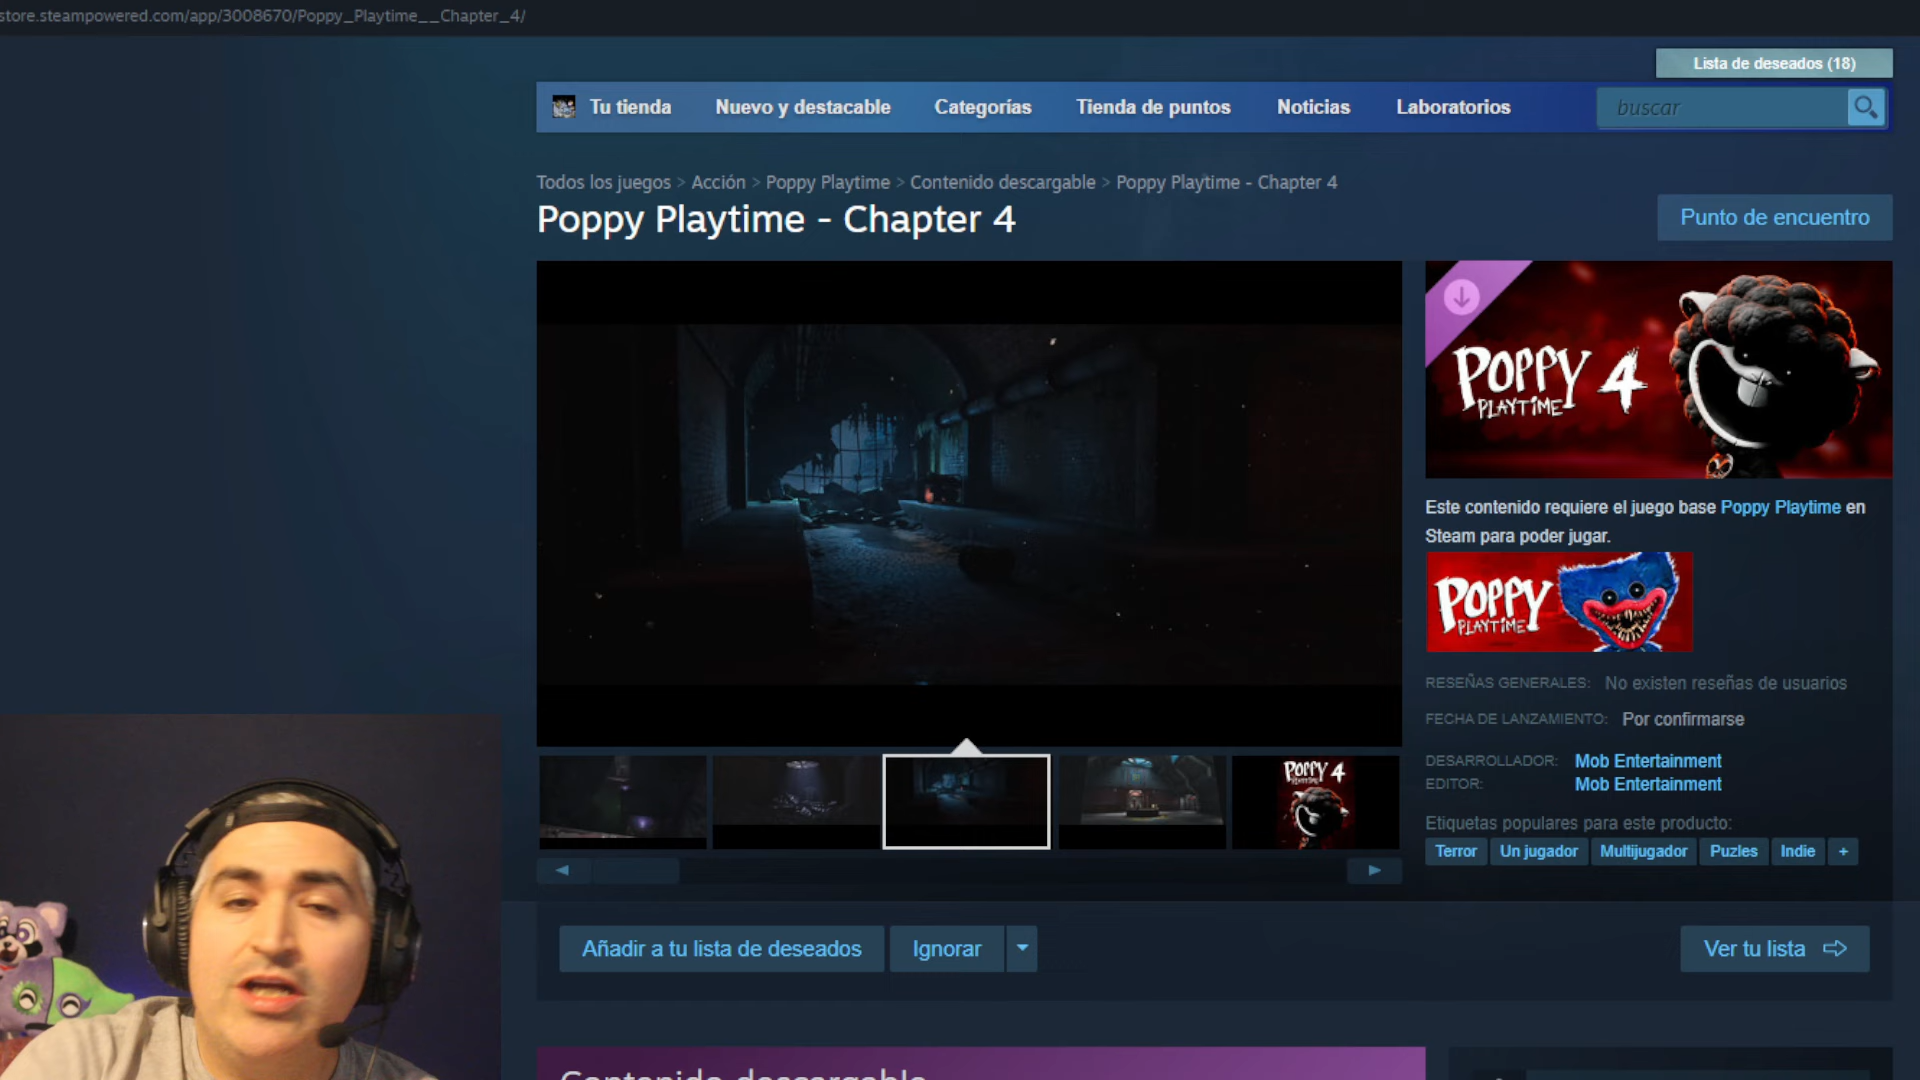 store.steampowered.com/app/3008670/Poppy_Playtime__Chapter_4/
Lista de deseados (18)
Tu tienda Nuevo y destacable Categorías Tienda de puntos Noticias Laboratorios buscar
Todos los juegos > Acción > Poppy Playtime > Contenido descargable > Poppy Playtime - Chapter 4
Poppy Playtime - Chapter 4
Punto de encuentro
POPPY 4
PLAYTIME
Este contenido requiere el juego base Poppy Playtime en
Steam para poder jugar.
POPPY
PLAYTIME
RESEÑAS GENERALES: No existen reseñas de usuarios
FECHA DE LANZAMIENTO: Por confirmarse
DESARROLLADOR: Mob Entertainment
EDITOR: Mob Entertainment
Etiquetas populares para este producto:
Terror Un jugador Multijugador Puzles Indie +
POPPY 4
PLAYTIME
Añadir a tu lista de deseados Ignorar Ver tu lista
Contenido descargable